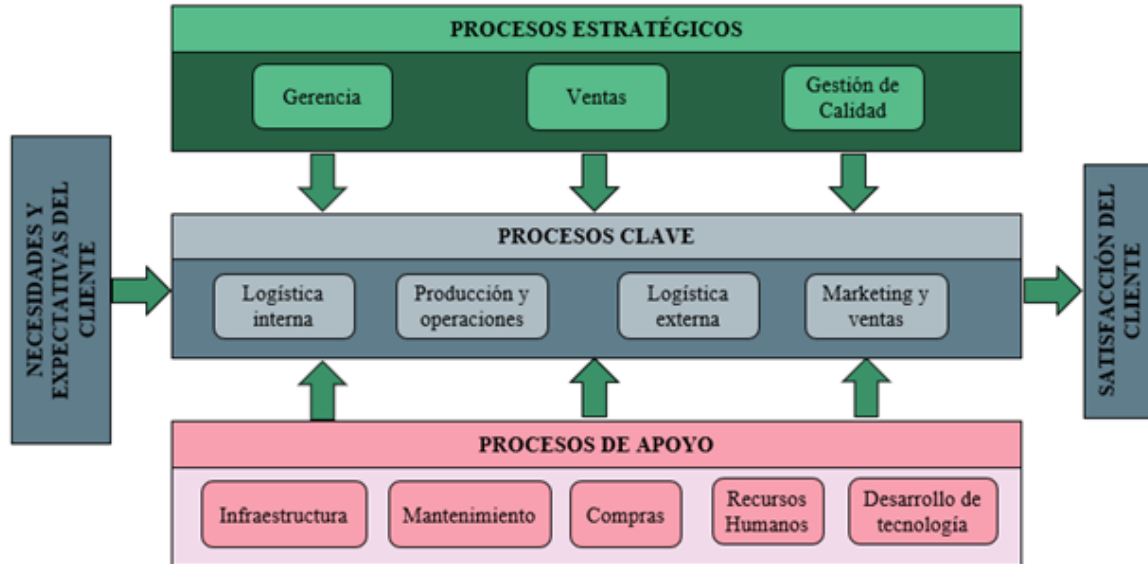 PROCESOS ESTRATÉGICOS
Gerencia
Ventas
Gestión de
Calidad
NECESIDADES Y
EXPECTATIVAS DEL
CLIENTE
PROCESOS CLAVE
Logística
interna
Producción y
operaciones
Logística
externa
Marketing y
ventas
SATISFACCIÓN DEL
CLIENTE
PROCESOS DE APOYO
Infraestructura
Mantenimiento
Compras
Recursos
Humanos
Desarrollo de
tecnología